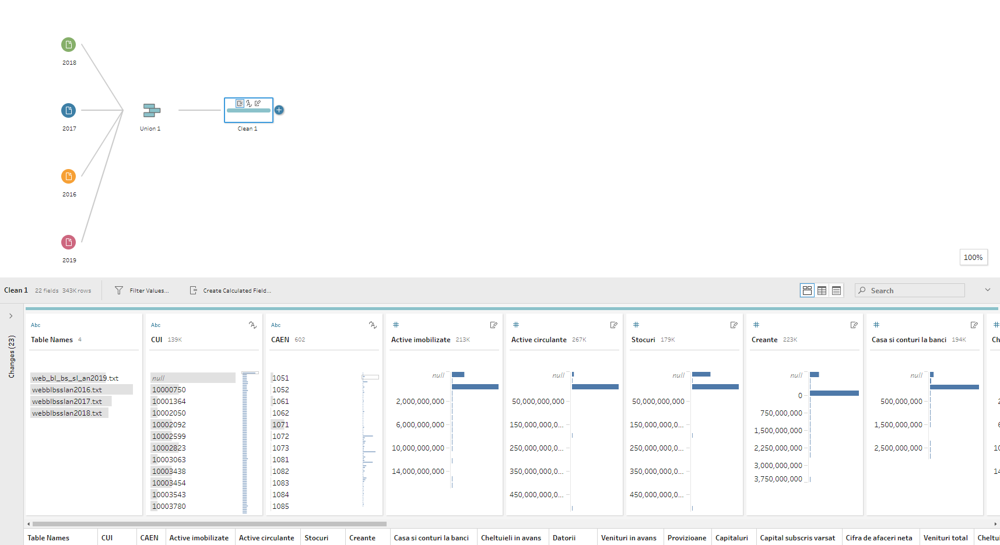 2018
2017
Union 1
Clean 1
2016
2019
100%
Clean 1 22 fields 343K rows Filter Values... Create Calculated Field... Search
Changes (23)
Abc
Table Names 4
web_bl_bs_sl_an2019.txt
webblbsslan2016.txt
webblbsslan2017.txt
webblbsslan2018.txt
Abc
CUI 139K
null
10000750
10001364
10002050
10002092
10002599
10002823
10003063
10003438
10003454
10003543
10003780
Abc
CAEN 602
1051
1052
1061
1062
1071
1072
1073
1081
1082
1083
1084
1085
#
Active imobilizate 213K
null
2,000,000,000
6,000,000,000
10,000,000,000
14,000,000,000
#
Active circulante 267K
null
50,000,000,000
150,000,000,0...
250,000,000,0...
350,000,000,0...
450,000,000,0...
#
Stocuri 179K
null
50,000,000,000
150,000,000,0...
250,000,000,0...
350,000,000,0...
450,000,000,0...
#
Creante 223K
null
0
750,000,000
1,500,000,000
2,250,000,000
3,000,000,000
3,750,000,000
#
Casa si conturi la banci 194K
null
500,000,000
1,500,000,000
2,500,000,000
#
Ch
2
6
10
14
Table Names CUI CAEN Active imobilizate Active circulante Stocuri Creante Casa si conturi la banci Cheltuieli in avans Datorii Venituri in avans Provizioane Capitaluri Capital subscris varsat Cifra de afaceri neta Venituri total Cheltui